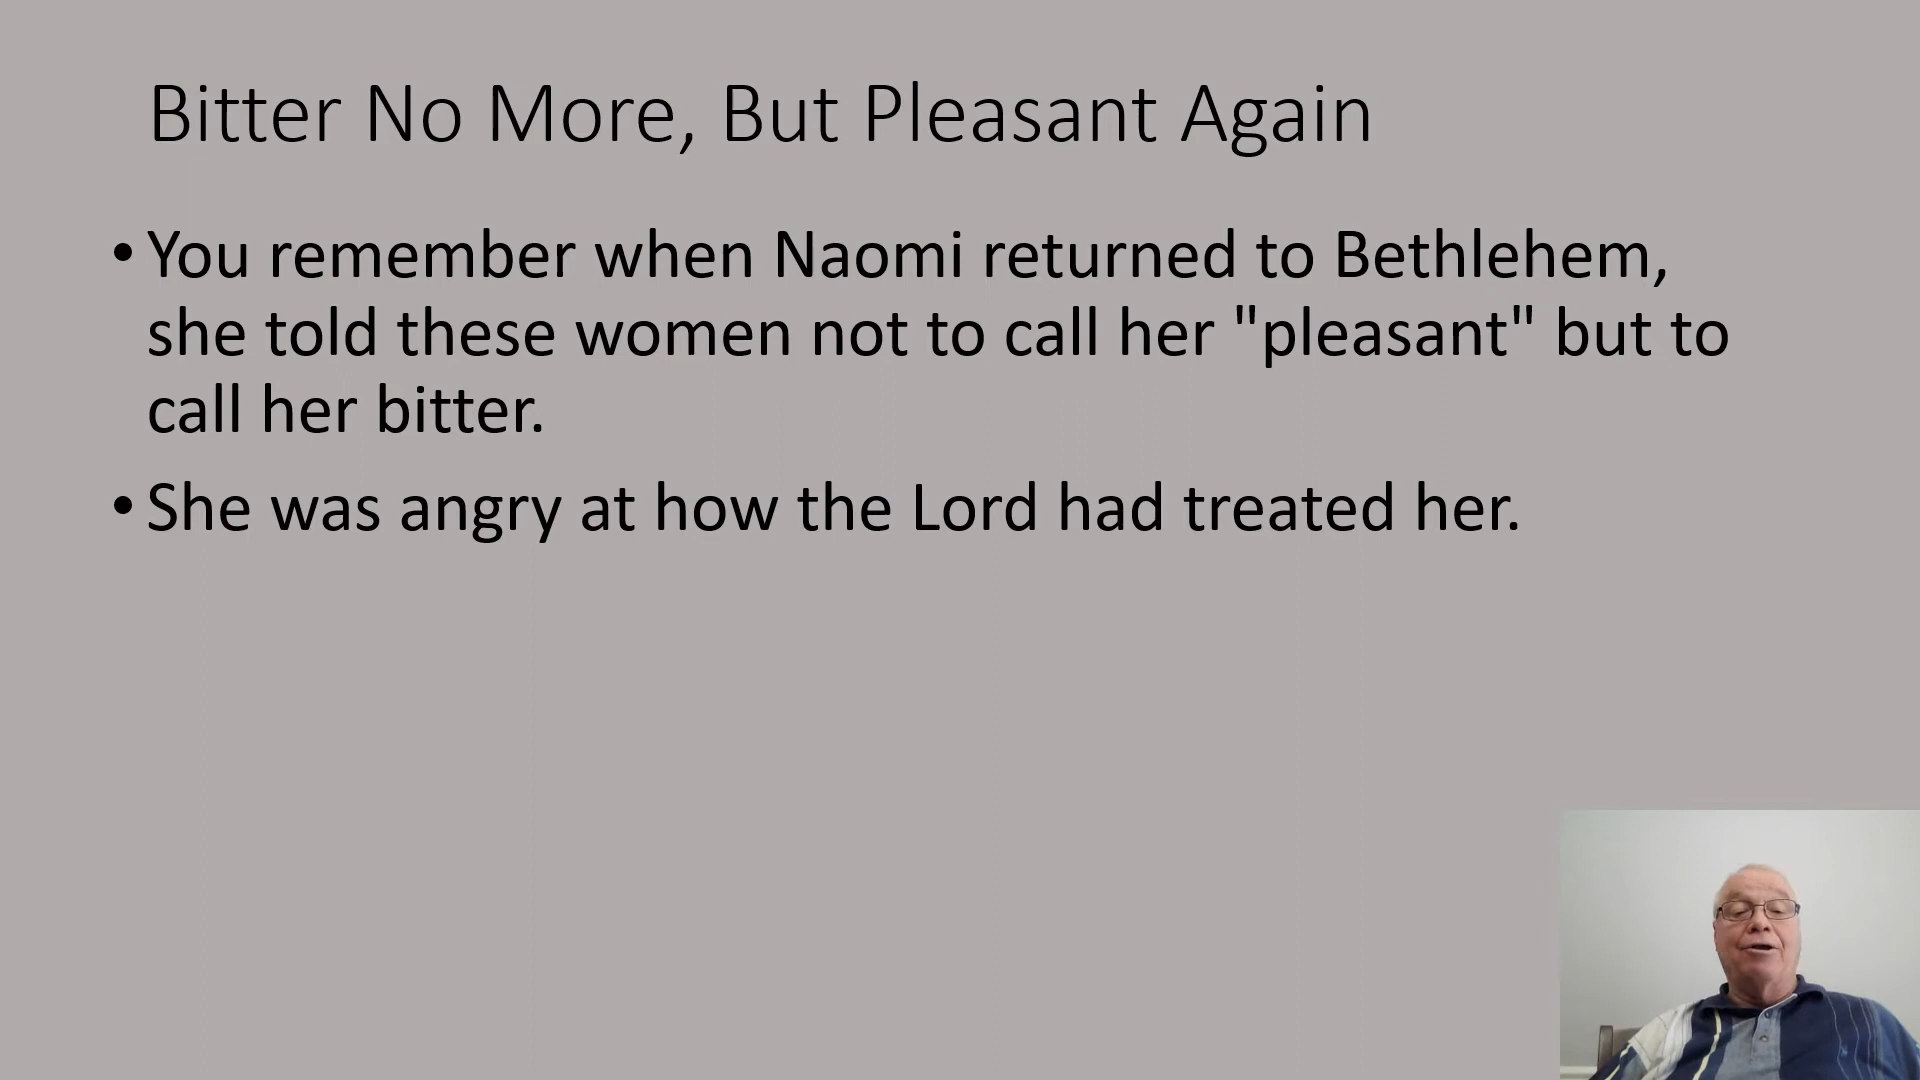 Bitter No More, But Pleasant Again
• You remember when Naomi returned to Bethlehem,
she told these women not to call her "pleasant" but to
call her bitter.
• She was angry at how the Lord had treated her.